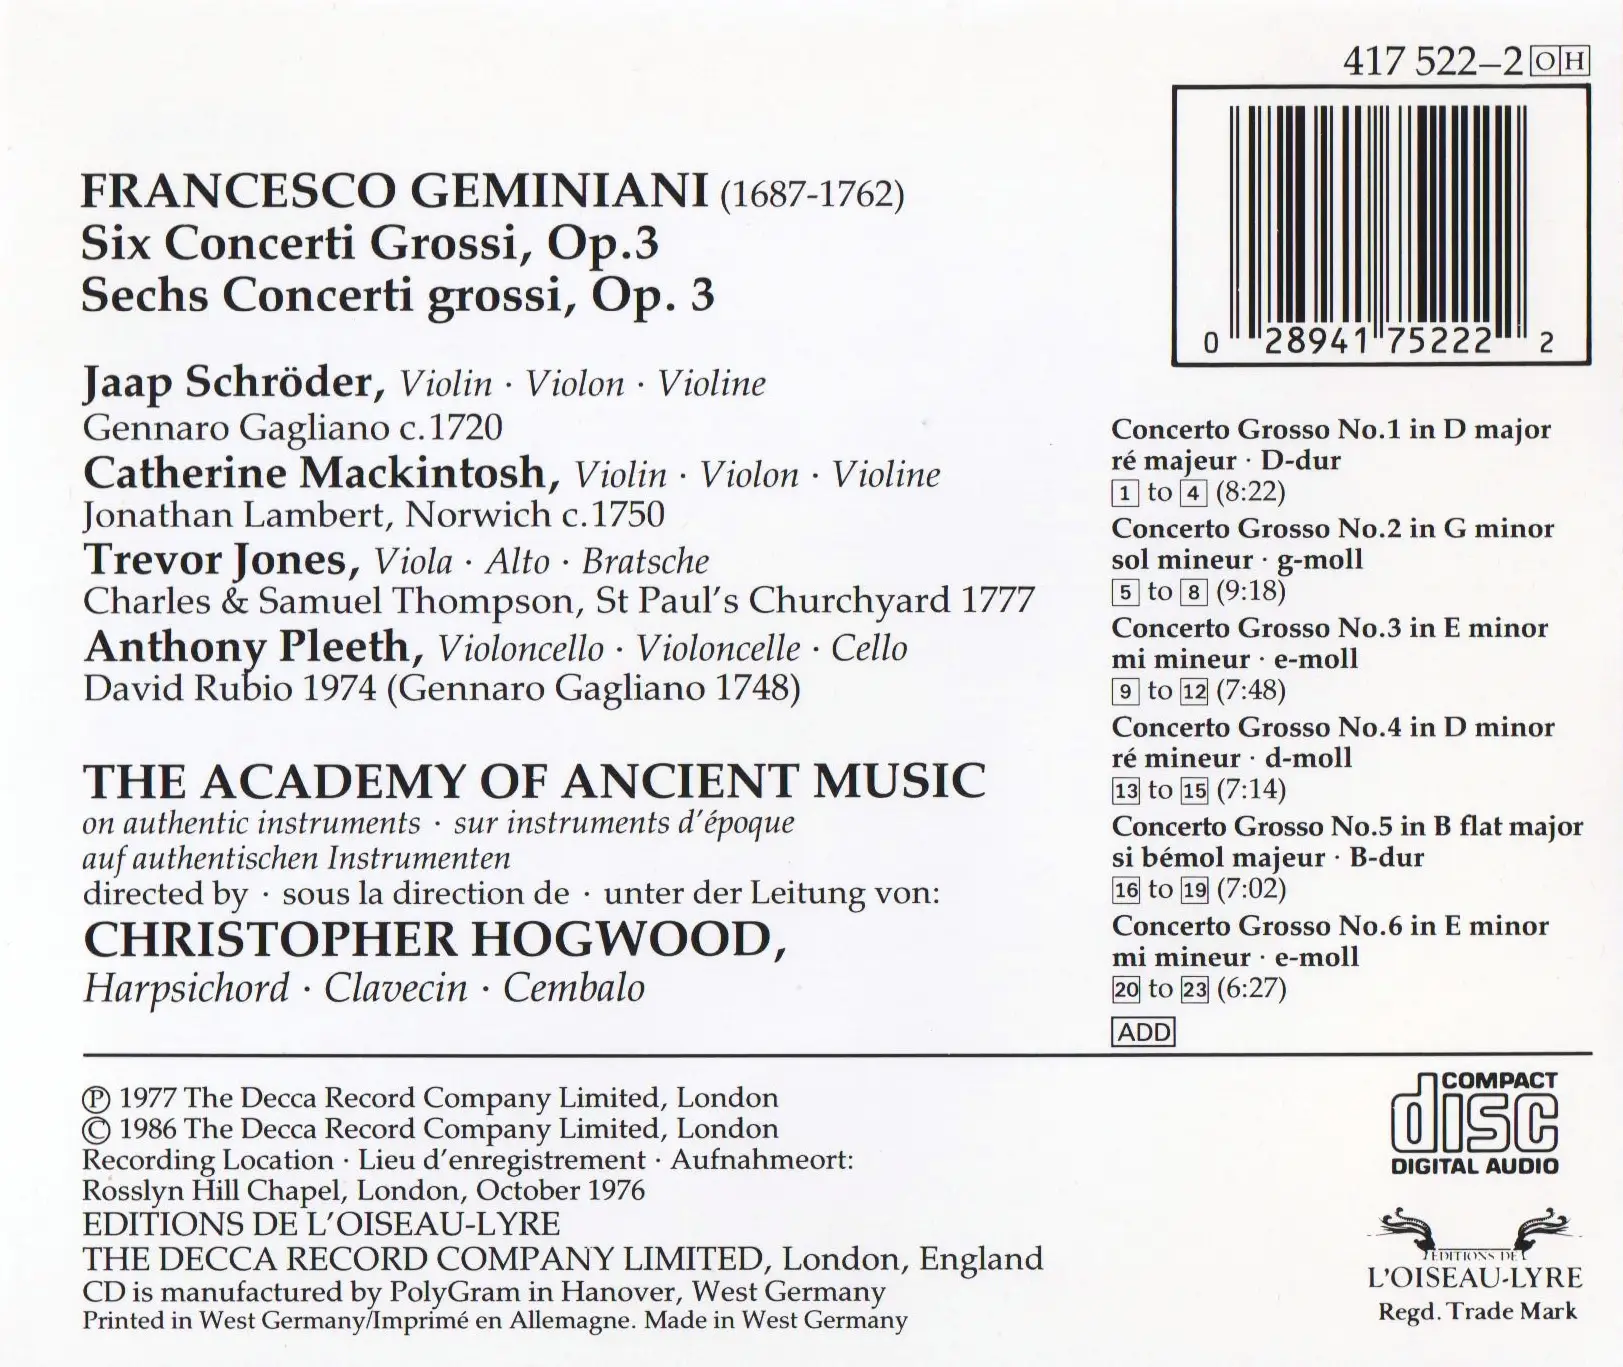 417 522–2 O H
0 28941 75222 2
FRANCESCO GEMINIANI (1687-1762)
Six Concerti Grossi, Op.3
Sechs Concerti grossi, Op. 3
Jaap Schröder, Violin · Violon · Violine
Gennaro Gagliano c.1720
Catherine Mackintosh, Violin · Violon · Violine
Jonathan Lambert, Norwich c.1750
Trevor Jones, Viola · Alto · Bratsche
Charles & Samuel Thompson, St Paul's Churchyard 1777
Anthony Pleeth, Violoncello · Violoncelle · Cello
David Rubio 1974 (Gennaro Gagliano 1748)
THE ACADEMY OF ANCIENT MUSIC
on authentic instruments · sur instruments d'époque
auf authentischen Instrumenten
directed by · sous la direction de · unter der Leitung von:
CHRISTOPHER HOGWOOD,
Harpsichord · Clavecin · Cembalo
Concerto Grosso No.1 in D major
ré majeur · D-dur
1 to 4 (8:22)
Concerto Grosso No.2 in G minor
sol mineur · g-moll
5 to 8 (9:18)
Concerto Grosso No.3 in E minor
mi mineur · e-moll
9 to 12 (7:48)
Concerto Grosso No.4 in D minor
ré mineur · d-moll
13 to 15 (7:14)
Concerto Grosso No.5 in B flat major
si bémol majeur · B-dur
16 to 19 (7:02)
Concerto Grosso No.6 in E minor
mi mineur · e-moll
20 to 23 (6:27)
ADD
Ⓟ 1977 The Decca Record Company Limited, London
© 1986 The Decca Record Company Limited, London
Recording Location · Lieu d'enregistrement · Aufnahmeort:
Rosslyn Hill Chapel, London, October 1976
EDITIONS DE L'OISEAU-LYRE
THE DECCA RECORD COMPANY LIMITED, London, England
CD is manufactured by PolyGram in Hanover, West Germany
Printed in West Germany/Imprimé en Allemagne. Made in West Germany
COMPACT
disc
DIGITAL AUDIO
EDITIONS DE
L'OISEAU-LYRE
Regd. Trade Mark